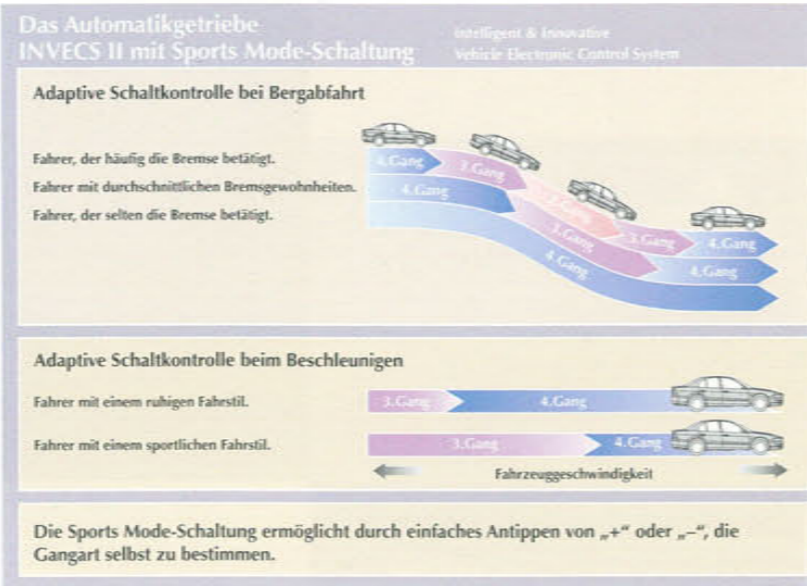 Das Automatikgetriebe
INVECS II mit Sports Mode-Schaltung
Intelligent & Innovative
Vehicle Electronic Control System
Adaptive Schaltkontrolle bei Bergabfahrt
Fahrer, der häufig die Bremse betätigt.
Fahrer mit durchschnittlichen Bremsgewohnheiten.
Fahrer, der selten die Bremse betätigt.
4.Gang
3.Gang
3.Gang
4.Gang
4.Gang
3.Gang
4.Gang
4.Gang
Adaptive Schaltkontrolle beim Beschleunigen
Fahrer mit einem ruhigen Fahrstil.
3.Gang
4.Gang
Fahrer mit einem sportlichen Fahrstil.
3.Gang
4.Gang
Fahrzeuggeschwindigkeit
Die Sports Mode-Schaltung ermöglicht durch einfaches Antippen von „+“ oder „–“, die
Gangart selbst zu bestimmen.